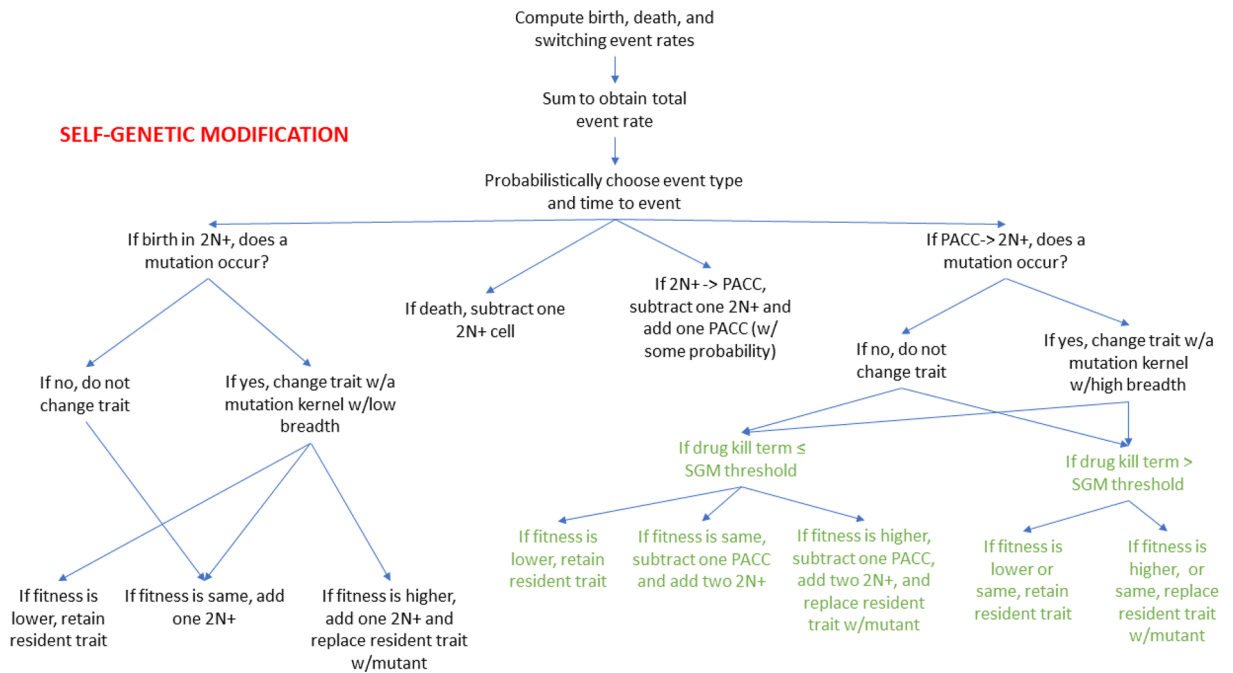 Compute birth, death, and
switching event rates
Sum to obtain total
event rate
SELF-GENETIC MODIFICATION
Probabilistically choose event type
and time to event
If birth in 2N+, does a
mutation occur?
If death, subtract one
2N+ cell
If 2N+ -> PACC,
subtract one 2N+ and
add one PACC (w/
some probability)
If PACC-> 2N+, does a
mutation occur?
If no, do not
change trait
If yes, change trait w/a
mutation kernel w/low
breadth
If no, do not
change trait
If yes, change trait w/a
mutation kernel
w/high breadth
If drug kill term ≤
SGM threshold
If drug kill term >
SGM threshold
If fitness is
lower, retain
resident trait
If fitness is same, add
one 2N+
If fitness is higher,
add one 2N+ and
replace resident trait
w/mutant
If fitness is
lower, retain
resident trait
If fitness is same,
subtract one PACC
and add two 2N+
If fitness is higher,
subtract one PACC,
add two 2N+, and
replace resident
trait w/mutant
If fitness is
lower or
same, retain
resident trait
If fitness is
higher, or
same, replace
resident trait
w/mutant